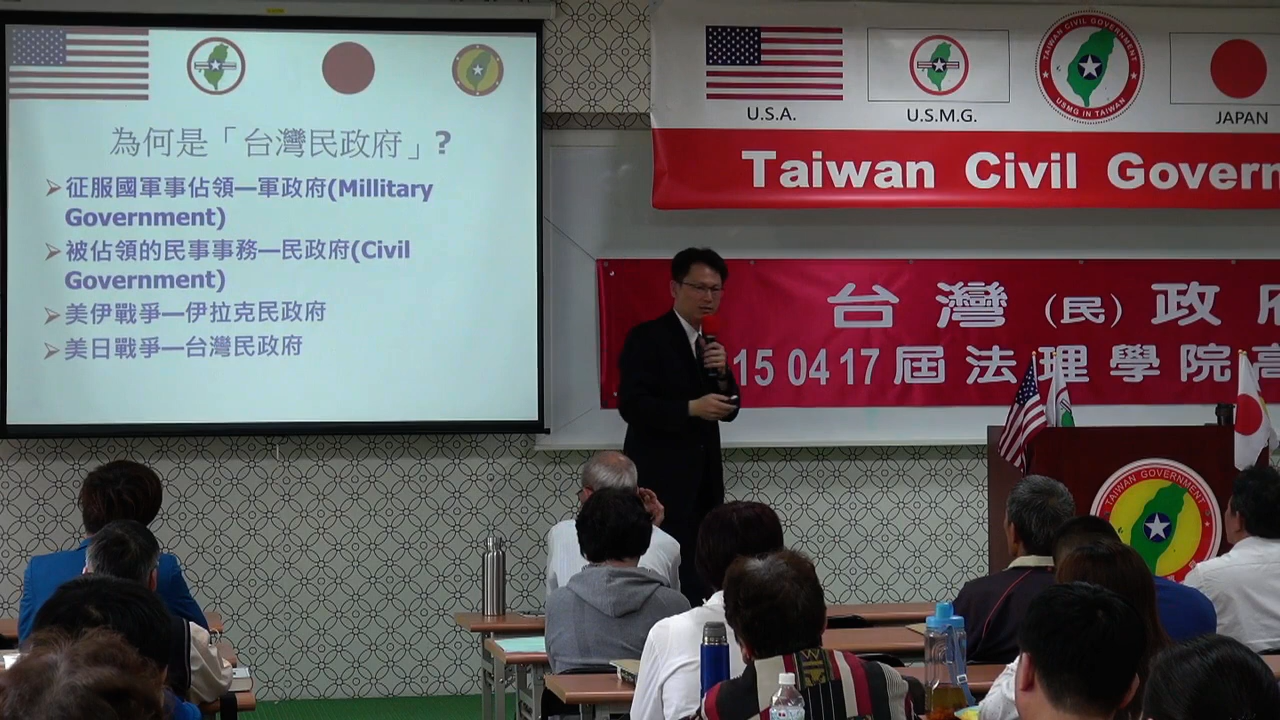 為何是「台灣民政府」?
征服國軍事佔領—軍政府(Millitary
Government)
被佔領的民事事務—民政府(Civil
Government)
美伊戰爭—伊拉克民政府
美日戰爭—台灣民政府
TAIWAN CIVIL GOVERNMENT
USMG IN TAIWAN
U.S.A.
U.S.M.G.
JAPAN
Taiwan Civil Govern
台灣(民)政府
15 04 17 屆法理學院高
TAIWAN GOVERNMENT